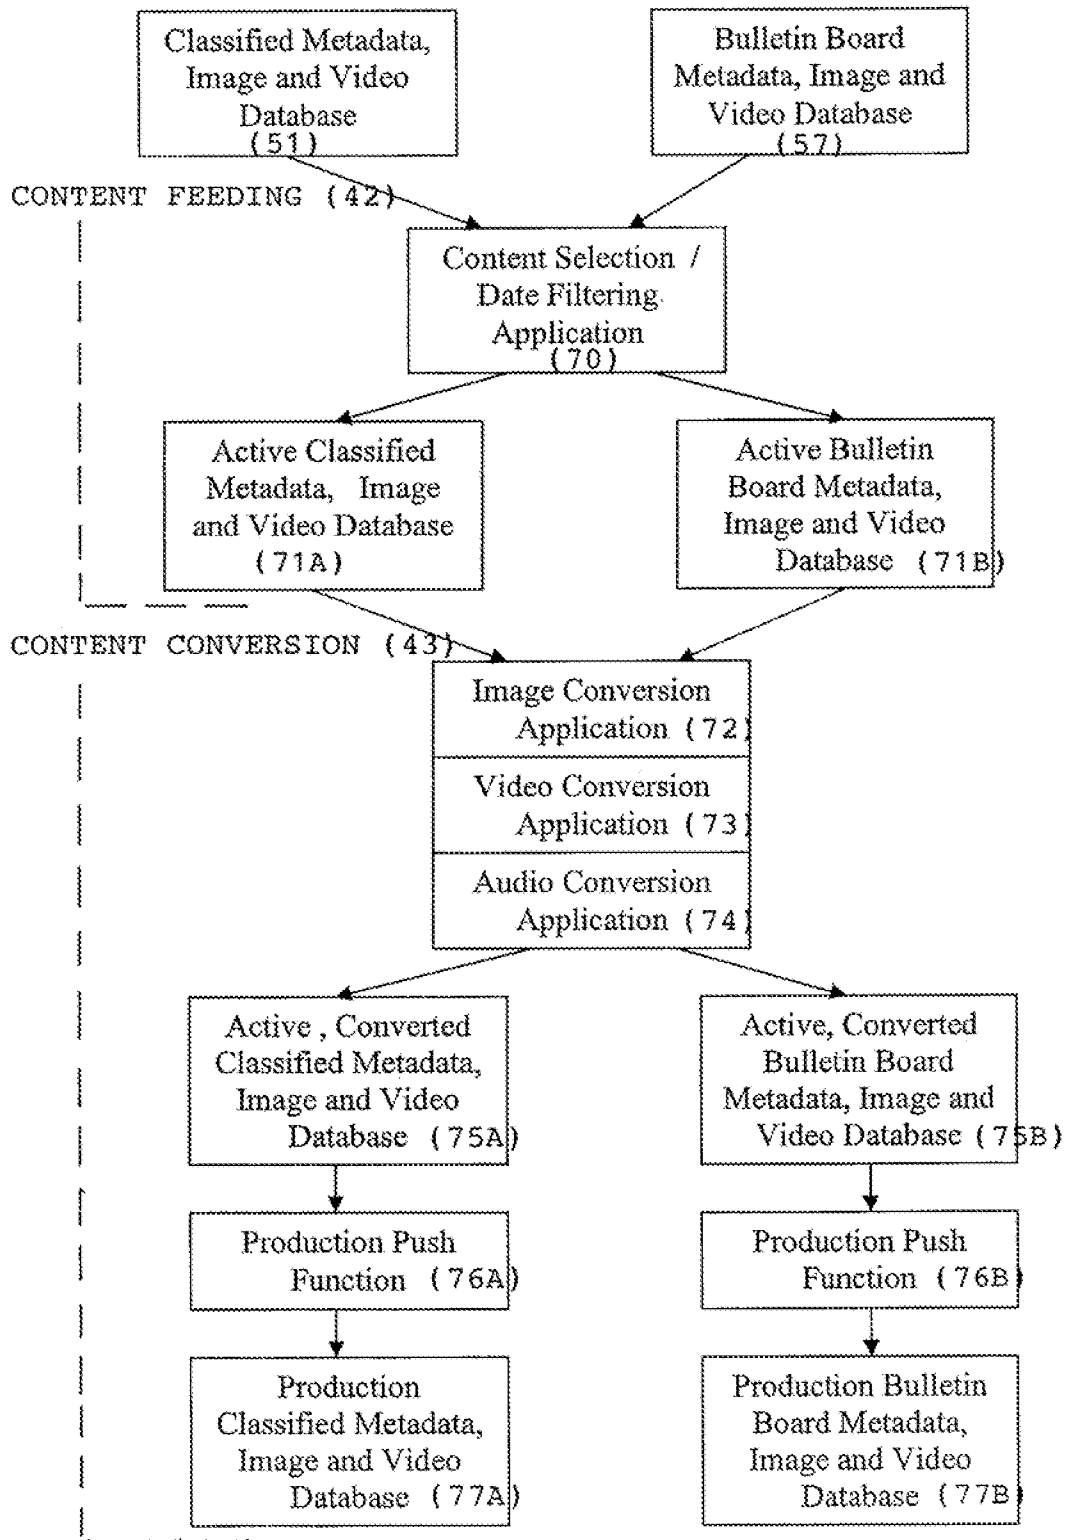 Classified Metadata,
Image and Video
Database
(51)
Bulletin Board
Metadata, Image and
Video Database
(57)
CONTENT FEEDING (42)
Content Selection /
Date Filtering
Application
(70)
Active Classified
Metadata, Image
and Video Database
(71A)
Active Bulletin
Board Metadata,
Image and Video
Database (71B)
CONTENT CONVERSION (43)
Image Conversion
Application (72)
Video Conversion
Application (73)
Audio Conversion
Application (74)
Active , Converted
Classified Metadata,
Image and Video
Database (75A)
Active, Converted
Bulletin Board
Metadata, Image and
Video Database (75B)
Production Push
Function (76A)
Production Push
Function (76B)
Production
Classified Metadata,
Image and Video
Database (77A)
Production Bulletin
Board Metadata,
Image and Video
Database (77B)